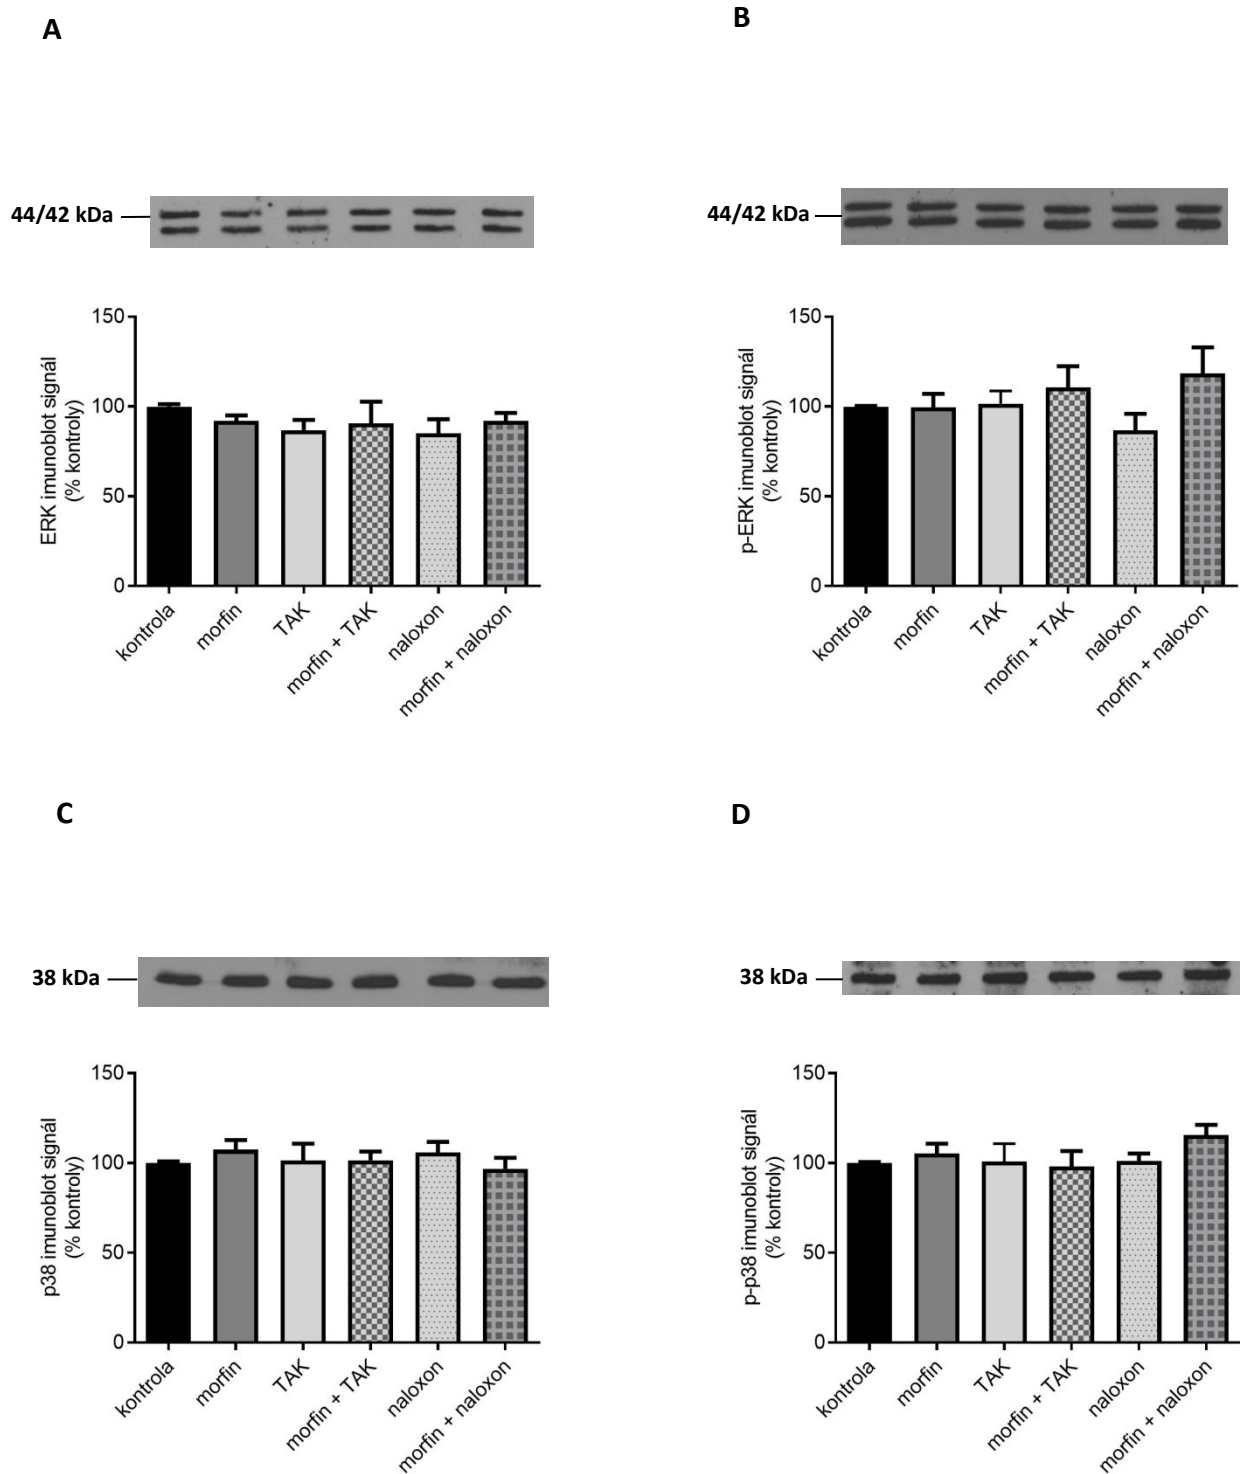 A
44/42 kDa
ERK imunoblot signál
(% kontroly)
150
100
50
0
kontrola
morfin
TAK
morfin + TAK
naloxon
morfin + naloxon
B
44/42 kDa
p-ERK imunoblot signál
(% kontroly)
150
100
50
0
kontrola
morfin
TAK
morfin + TAK
naloxon
morfin + naloxon
C
38 kDa
p38 imunoblot signál
(% kontroly)
150
100
50
0
kontrola
morfin
TAK
morfin + TAK
naloxon
morfin + naloxon
D
38 kDa
p-p38 imunoblot signál
(% kontroly)
150
100
50
0
kontrola
morfin
TAK
morfin + TAK
naloxon
morfin + naloxon